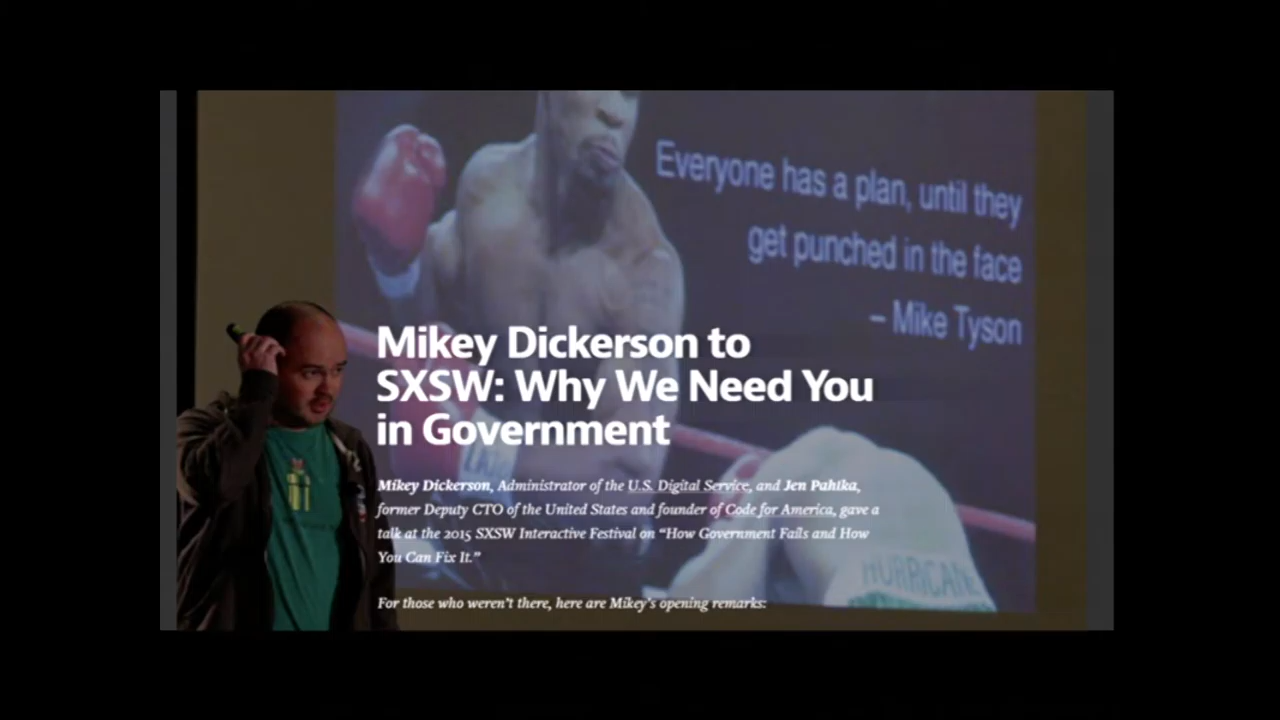 Everyone has a plan, until they
get punched in the face
– Mike Tyson
Mikey Dickerson to
SXSW: Why We Need You
in Government
Mikey Dickerson, Administrator of the U.S. Digital Service, and Jen Pahlka,
former Deputy CTO of the United States and founder of Code for America, gave a
talk at the 2015 SXSW Interactive Festival on “How Government Fails and How
You Can Fix It.”
For those who weren’t there, here are Mikey’s opening remarks:
HURRICANE